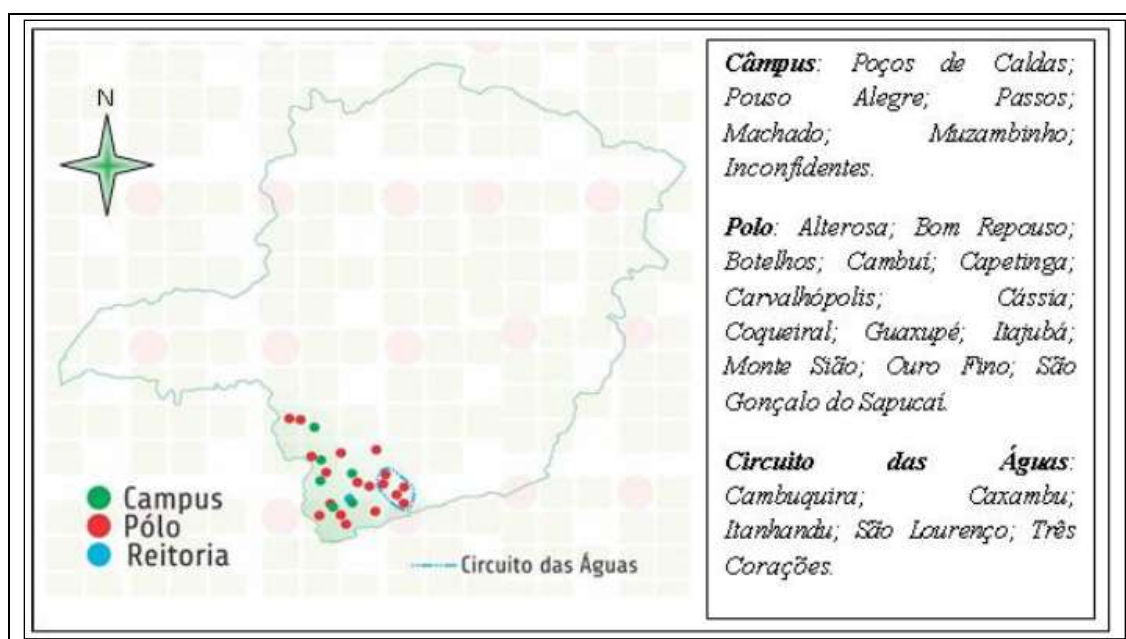 N
Campus
Pólo
Reitoria
Circuito das Águas
Câmpus: Poços de Caldas;
Pouso Alegre; Passos;
Machado; Muzambinho;
Inconfidentes.
Polo: Alterosa; Bom Repouso;
Botelhos; Cambuí; Capetinga;
Carvalhópolis; Cássia;
Coqueiral; Guaxupé; Itajubá;
Monte Sião; Ouro Fino; São
Gonçalo do Sapucaí.
Circuito das Águas:
Cambuquira; Caxambu;
Itanhandu; São Lourenço; Três
Corações.